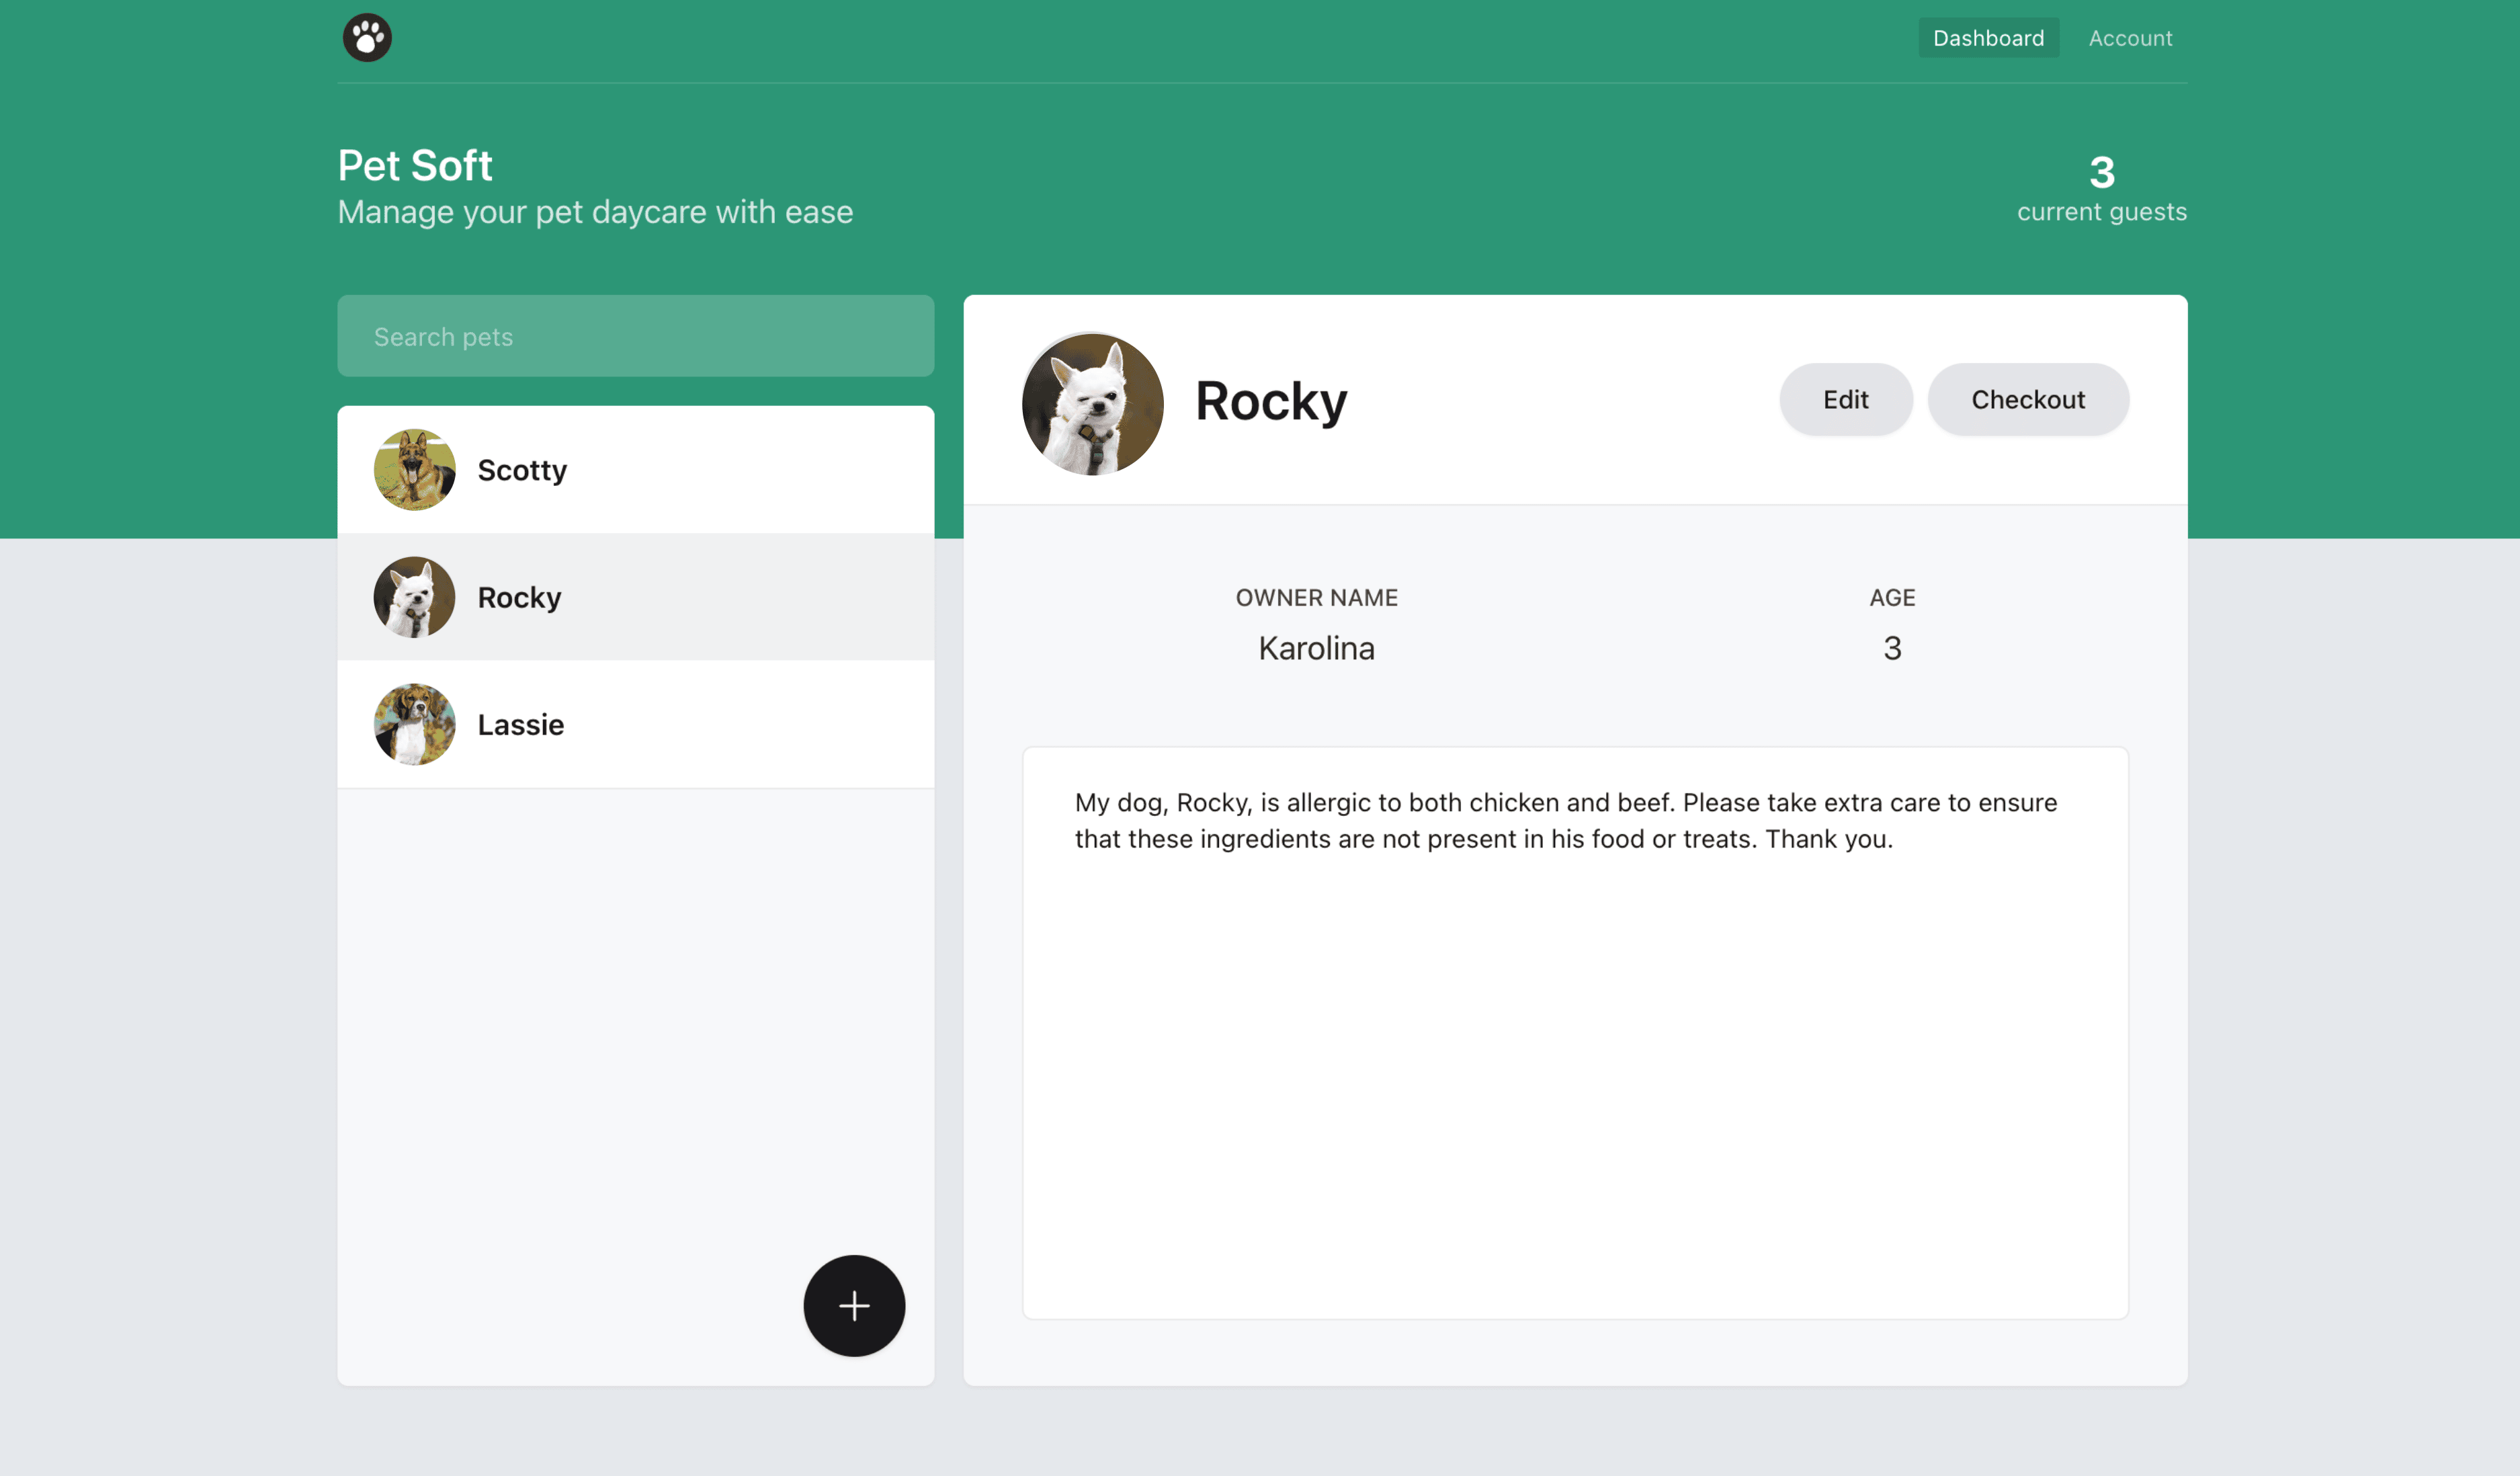 Dashboard
Account
Pet Soft
Manage your pet daycare with ease
3
current guests
Search pets
Scotty
Rocky
Lassie
Rocky
Edit
Checkout
OWNER NAME
Karolina
AGE
3
My dog, Rocky, is allergic to both chicken and beef. Please take extra care to ensure
that these ingredients are not present in his food or treats. Thank you.